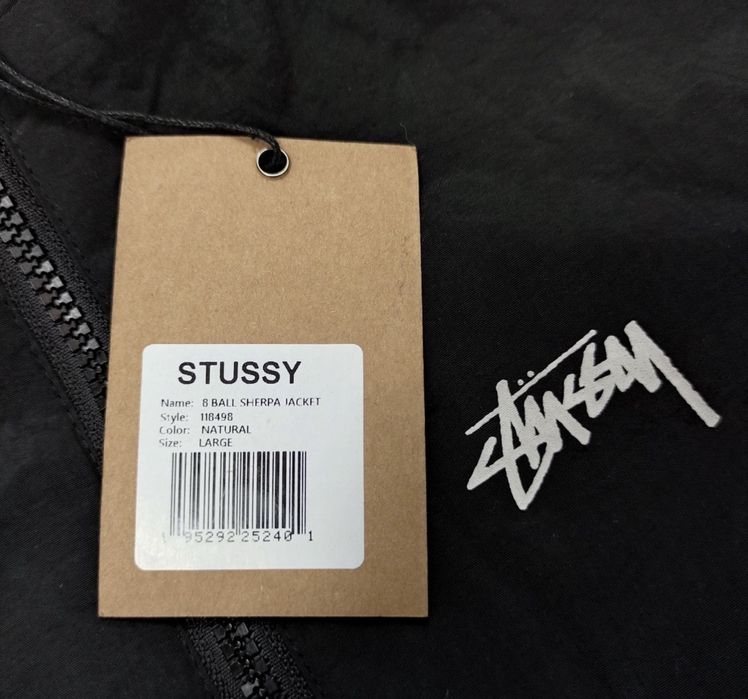 STUSSY
Name: 8 BALL SHERPA JACKET
Style: 118498
Color: NATURAL
Size: LARGE
95292 25240 1
Stüssy